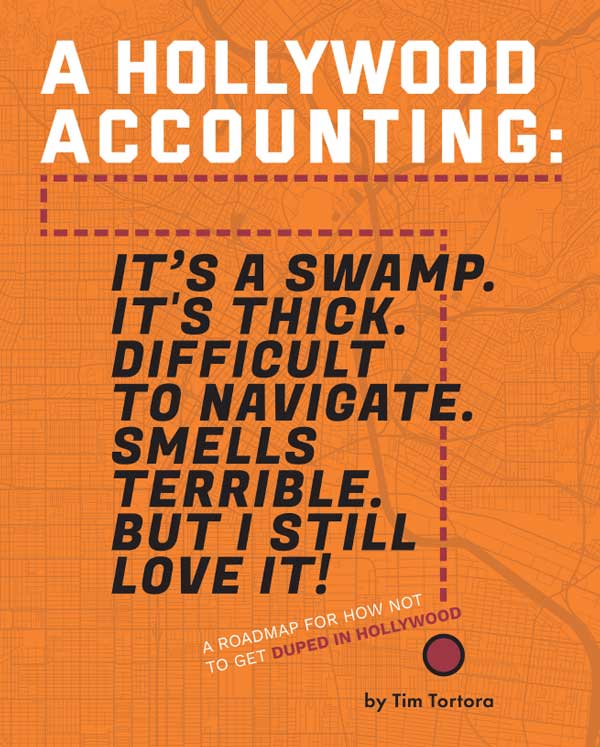 A HOLLYWOOD
ACCOUNTING:
IT’S A SWAMP.
IT'S THICK.
DIFFICULT
TO NAVIGATE.
SMELLS
TERRIBLE.
BUT I STILL
LOVE IT!
A ROADMAP FOR HOW NOT
TO GET DUPED IN HOLLYWOOD
by Tim Tortora